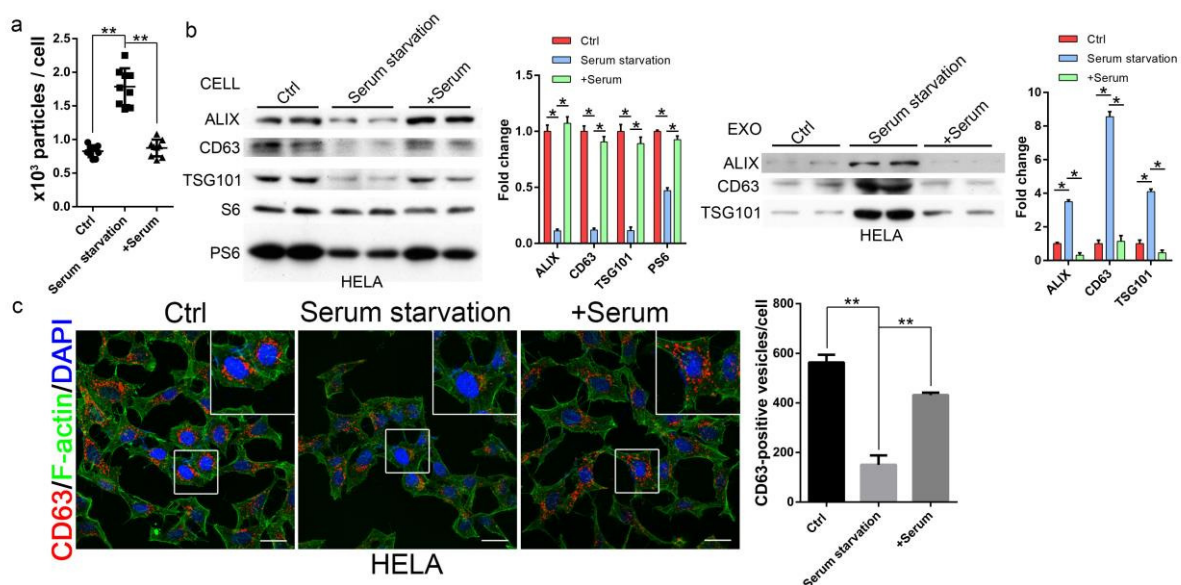 a
x10³ particles / cell
2.5
2.0
1.5
1.0
0.5
0.0
**
**
Ctrl
Serum starvation
+Serum
b
CELL
Ctrl
Serum starvation
+Serum
ALIX
CD63
TSG101
S6
PS6
HELA
Ctrl
Serum starvation
+Serum
Fold change
1.5
1.0
0.5
0.0
* * * * * * * *
ALIX
CD63
TSG101
PS6
EXO
Ctrl
Serum starvation
+Serum
ALIX
CD63
TSG101
HELA
Ctrl
Serum starvation
+Serum
Fold change
10
8
6
4
2
0
* * * * * *
ALIX
CD63
TSG101
c
CD63/F-actin/DAPI
Ctrl
Serum starvation
+Serum
HELA
CD63-positive vesicles/cell
800
600
400
200
0
**
**
Ctrl
Serum starvation
+Serum